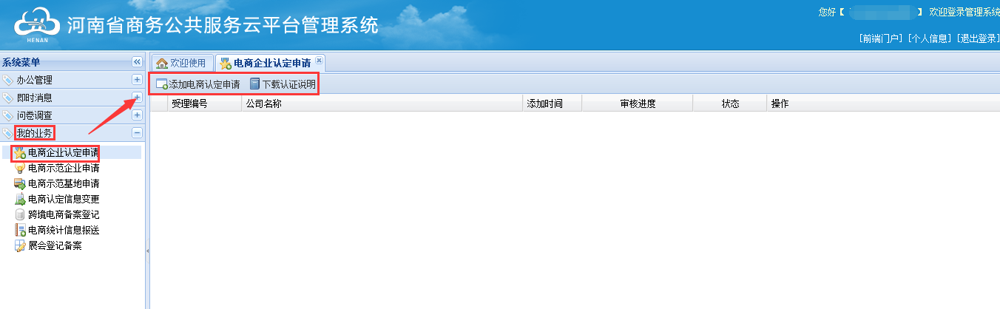 您好【 】 欢迎登录管理系统
河南省商务公共服务云平台管理系统
HENAN
[前端门户] [个人信息] [退出登录]
系统菜单
欢迎使用
电商企业认定申请
办公管理
添加电商认定申请 下载认证说明
即时消息
受理编号 公司名称 添加时间 审核进度 状态 操作
问卷调查
我的业务
电商企业认定申请
电商示范企业申请
电商示范基地申请
电商认定信息变更
跨境电商备案登记
电商统计信息报送
展会登记备案